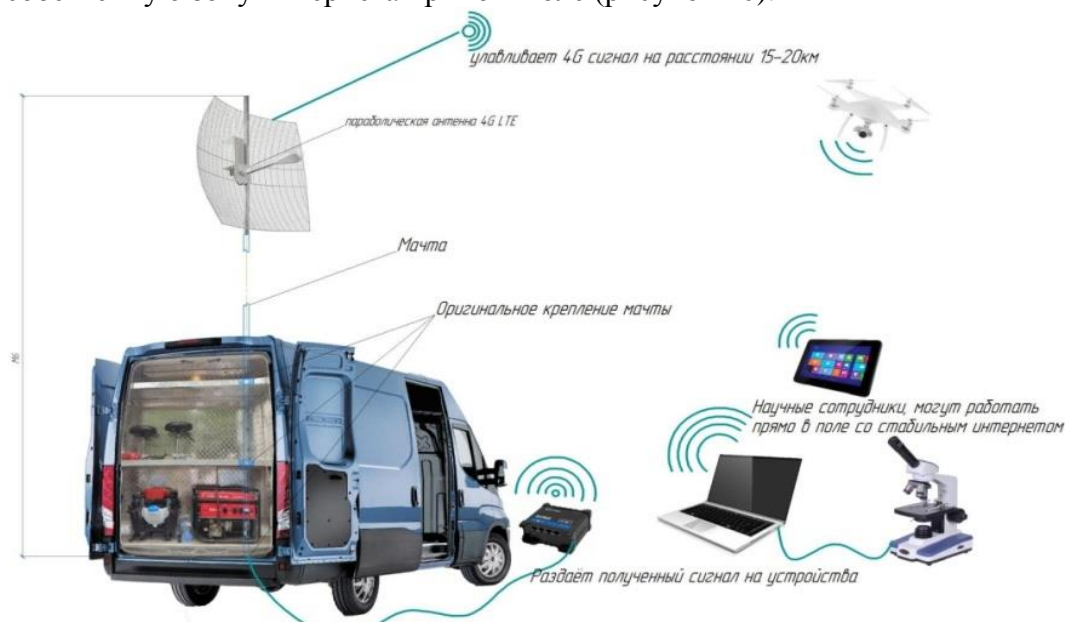 улавливает 4G сигнал на расстоянии 15-20км
параболическая антенна 4G LTE
Мачта
Оригинальное крепление мачты
Научные сотрудники, могут работать
прямо в поле со стабильным интернетом
Раздаёт полученный сигнал на устройства